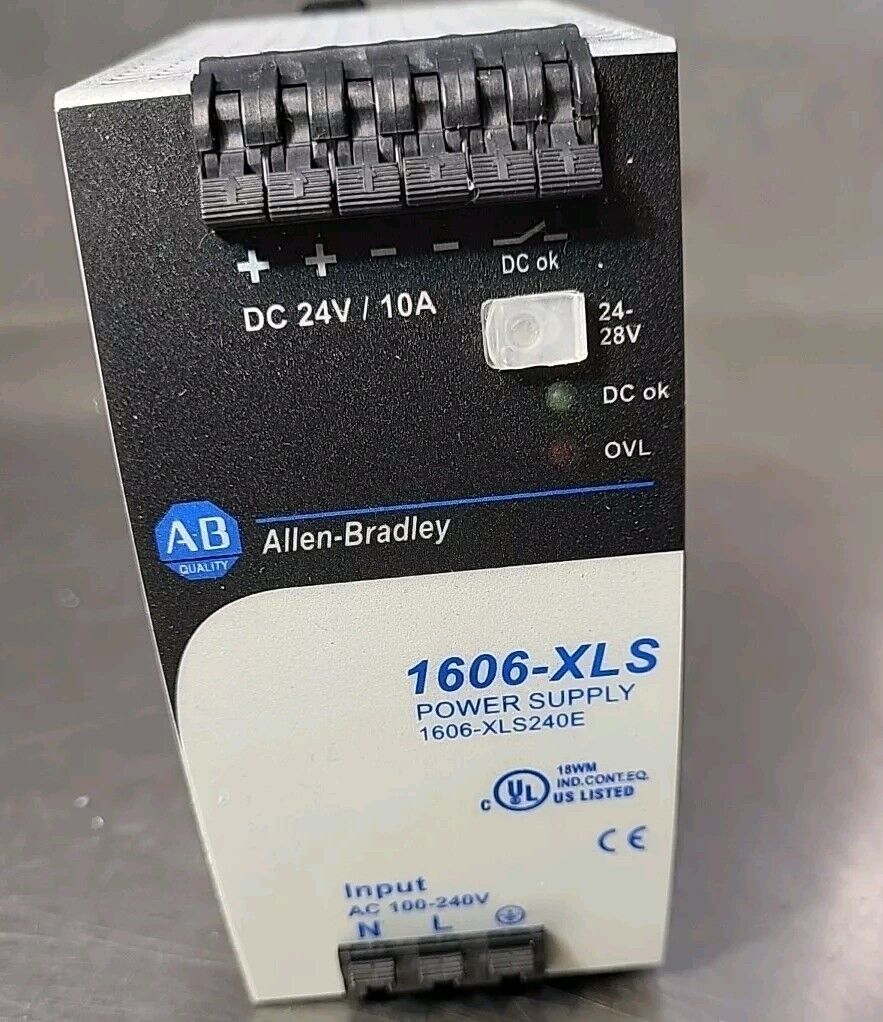 + + − −
DC ok
DC 24V / 10A
24-
28V
DC ok
OVL
AB
QUALITY
Allen-Bradley
1606-XLS
POWER SUPPLY
1606-XLS240E
C UL US LISTED
18WM
IND.CONT.EQ.
CE
Input
AC 100-240V
N L